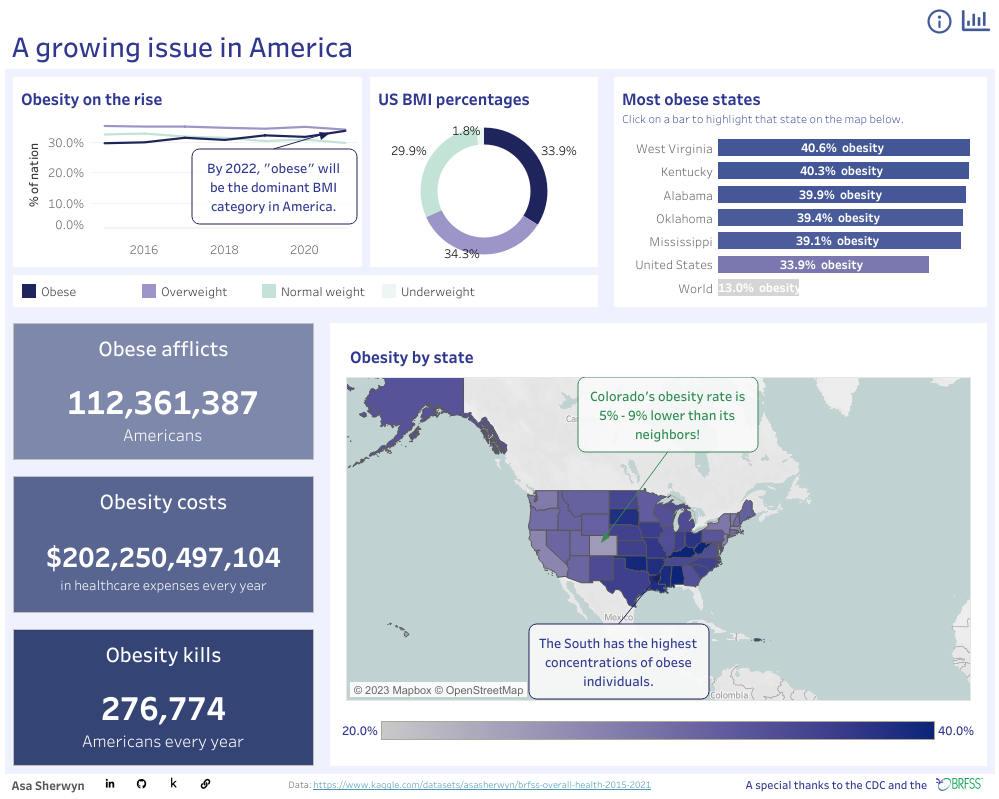 A growing issue in America
Obesity on the rise
% of nation
30.0%
20.0%
10.0%
0.0%
2016
2018
2020
By 2022, "obese" will
be the dominant BMI
category in America.
US BMI percentages
1.8%
29.9%
33.9%
34.3%
Obese
Overweight
Normal weight
Underweight
Most obese states
Click on a bar to highlight that state on the map below.
West Virginia 40.6% obesity
Kentucky 40.3% obesity
Alabama 39.9% obesity
Oklahoma 39.4% obesity
Mississippi 39.1% obesity
United States 33.9% obesity
World 13.0% obesity
Obese afflicts
112,361,387
Americans
Obesity costs
$202,250,497,104
in healthcare expenses every year
Obesity kills
276,774
Americans every year
Obesity by state
Colorado's obesity rate is
5% - 9% lower than its
neighbors!
Mexico
The South has the highest
concentrations of obese
individuals.
Colombia
© 2023 Mapbox © OpenStreetMap
20.0%
40.0%
Asa Sherwyn
in
k
Data: https://www.kaggle.com/datasets/asasherwyn/brfss-overall-health-2015-2021
A special thanks to the CDC and the BRFSS